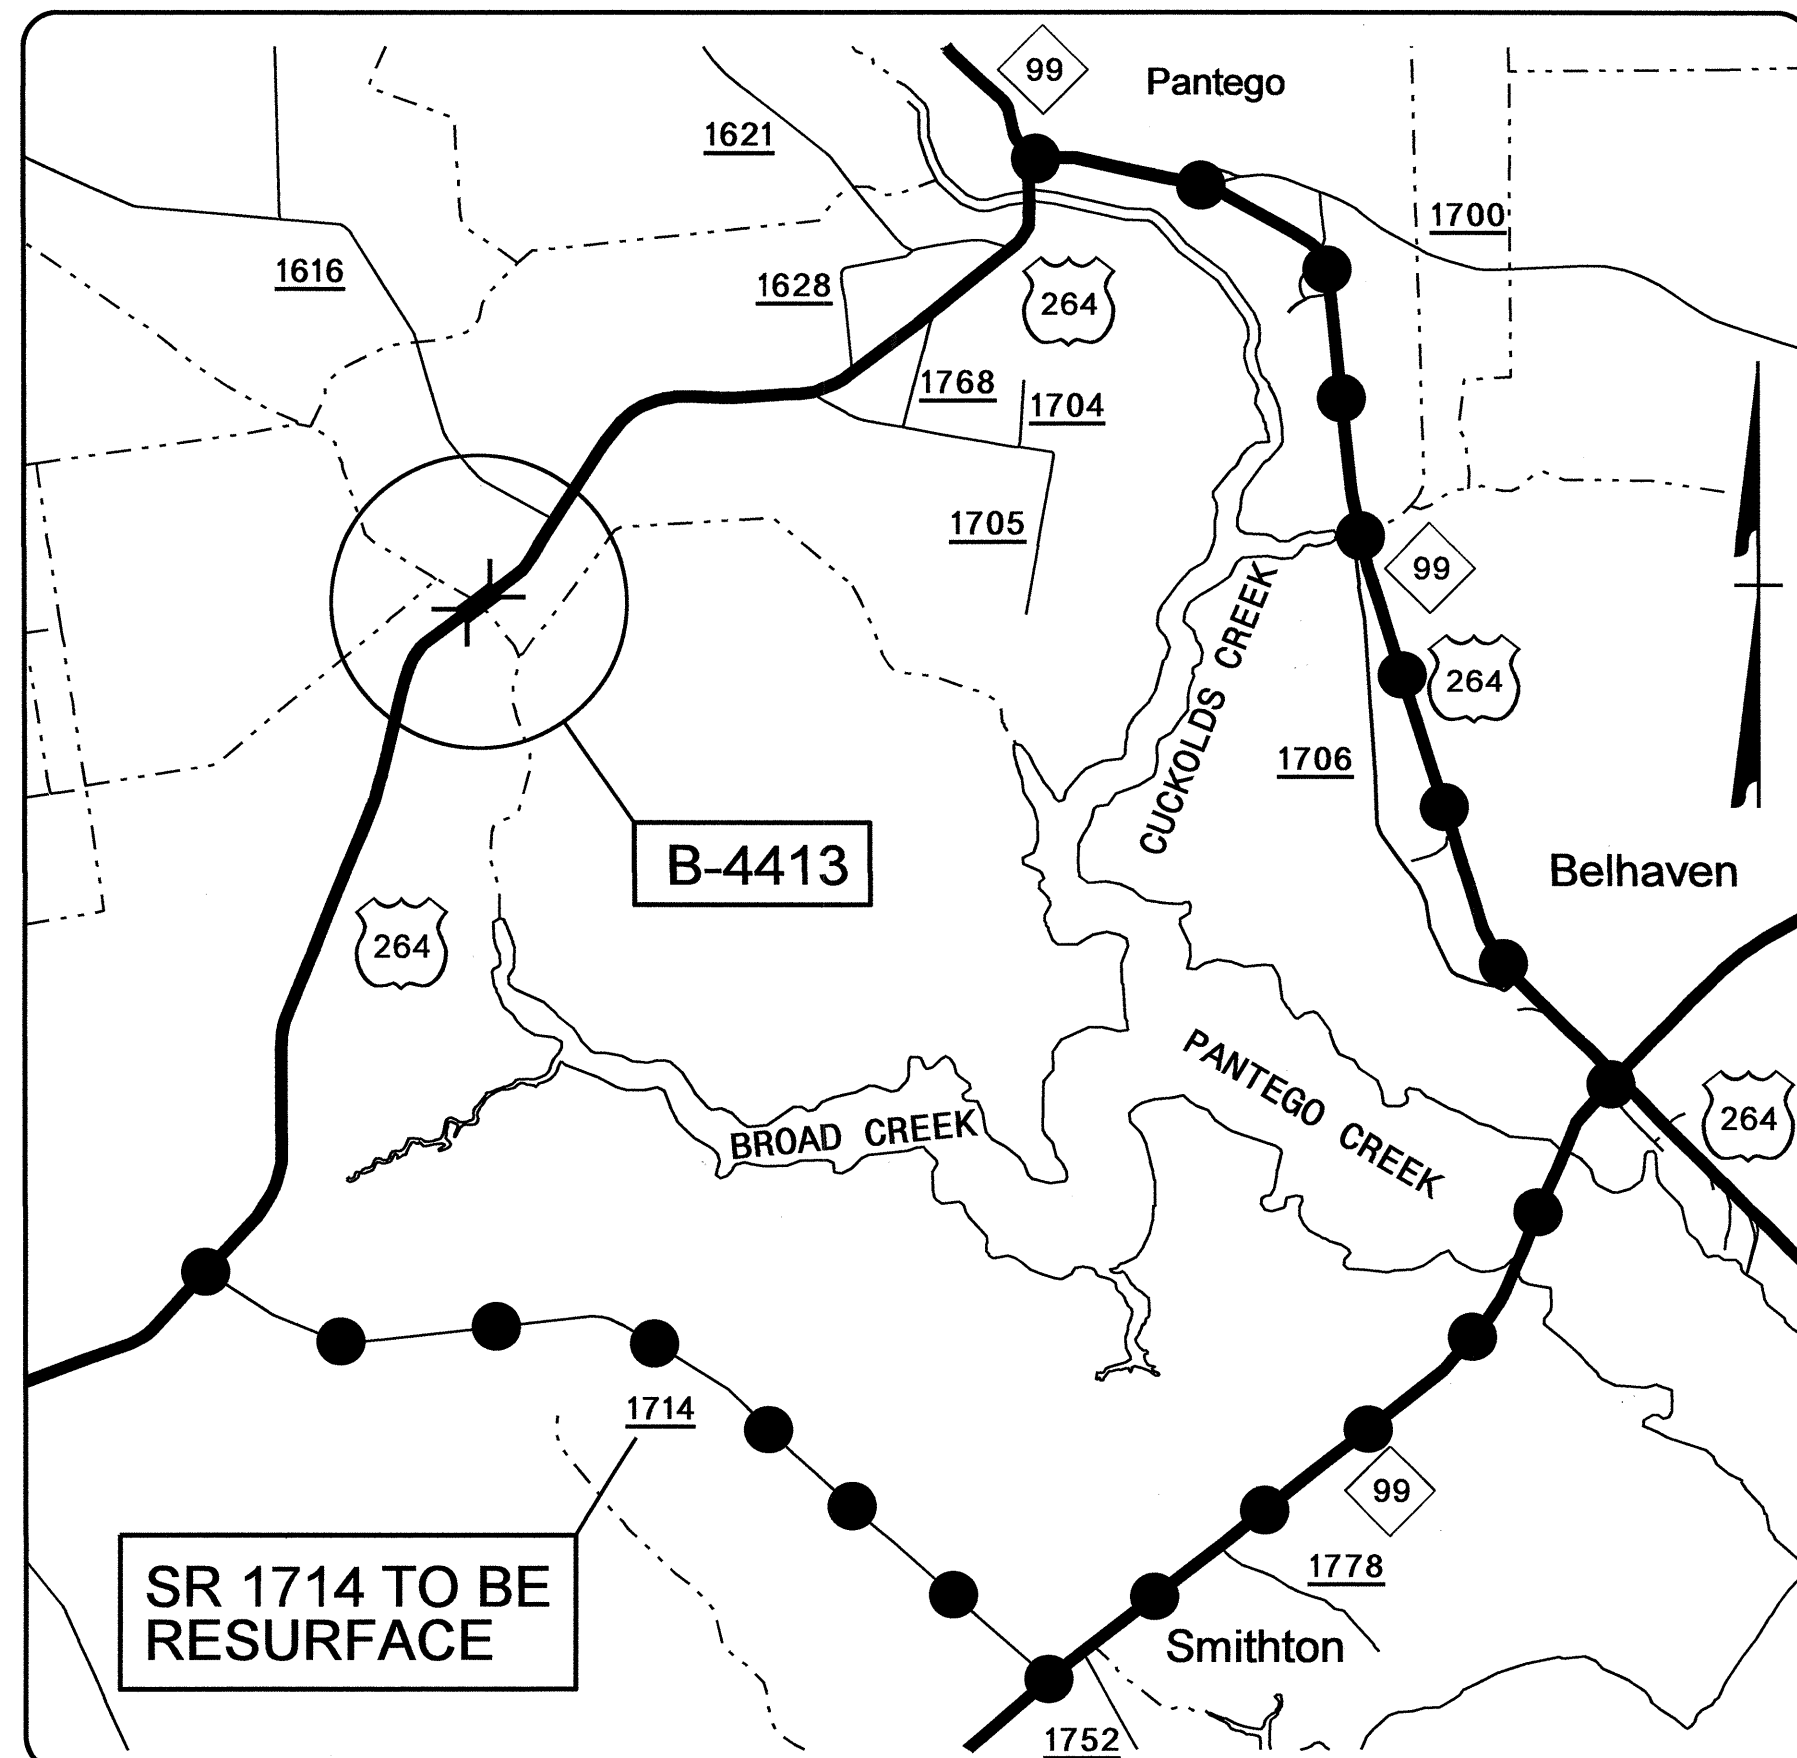 99
Pantego
1621
1700
1616
1628
264
1768
1704
1705
99
CUCKOLDS CREEK
264
1706
B-4413
Belhaven
264
PANTEGO CREEK
264
BROAD CREEK
1714
99
SR 1714 TO BE
RESURFACE
1778
Smithton
1752